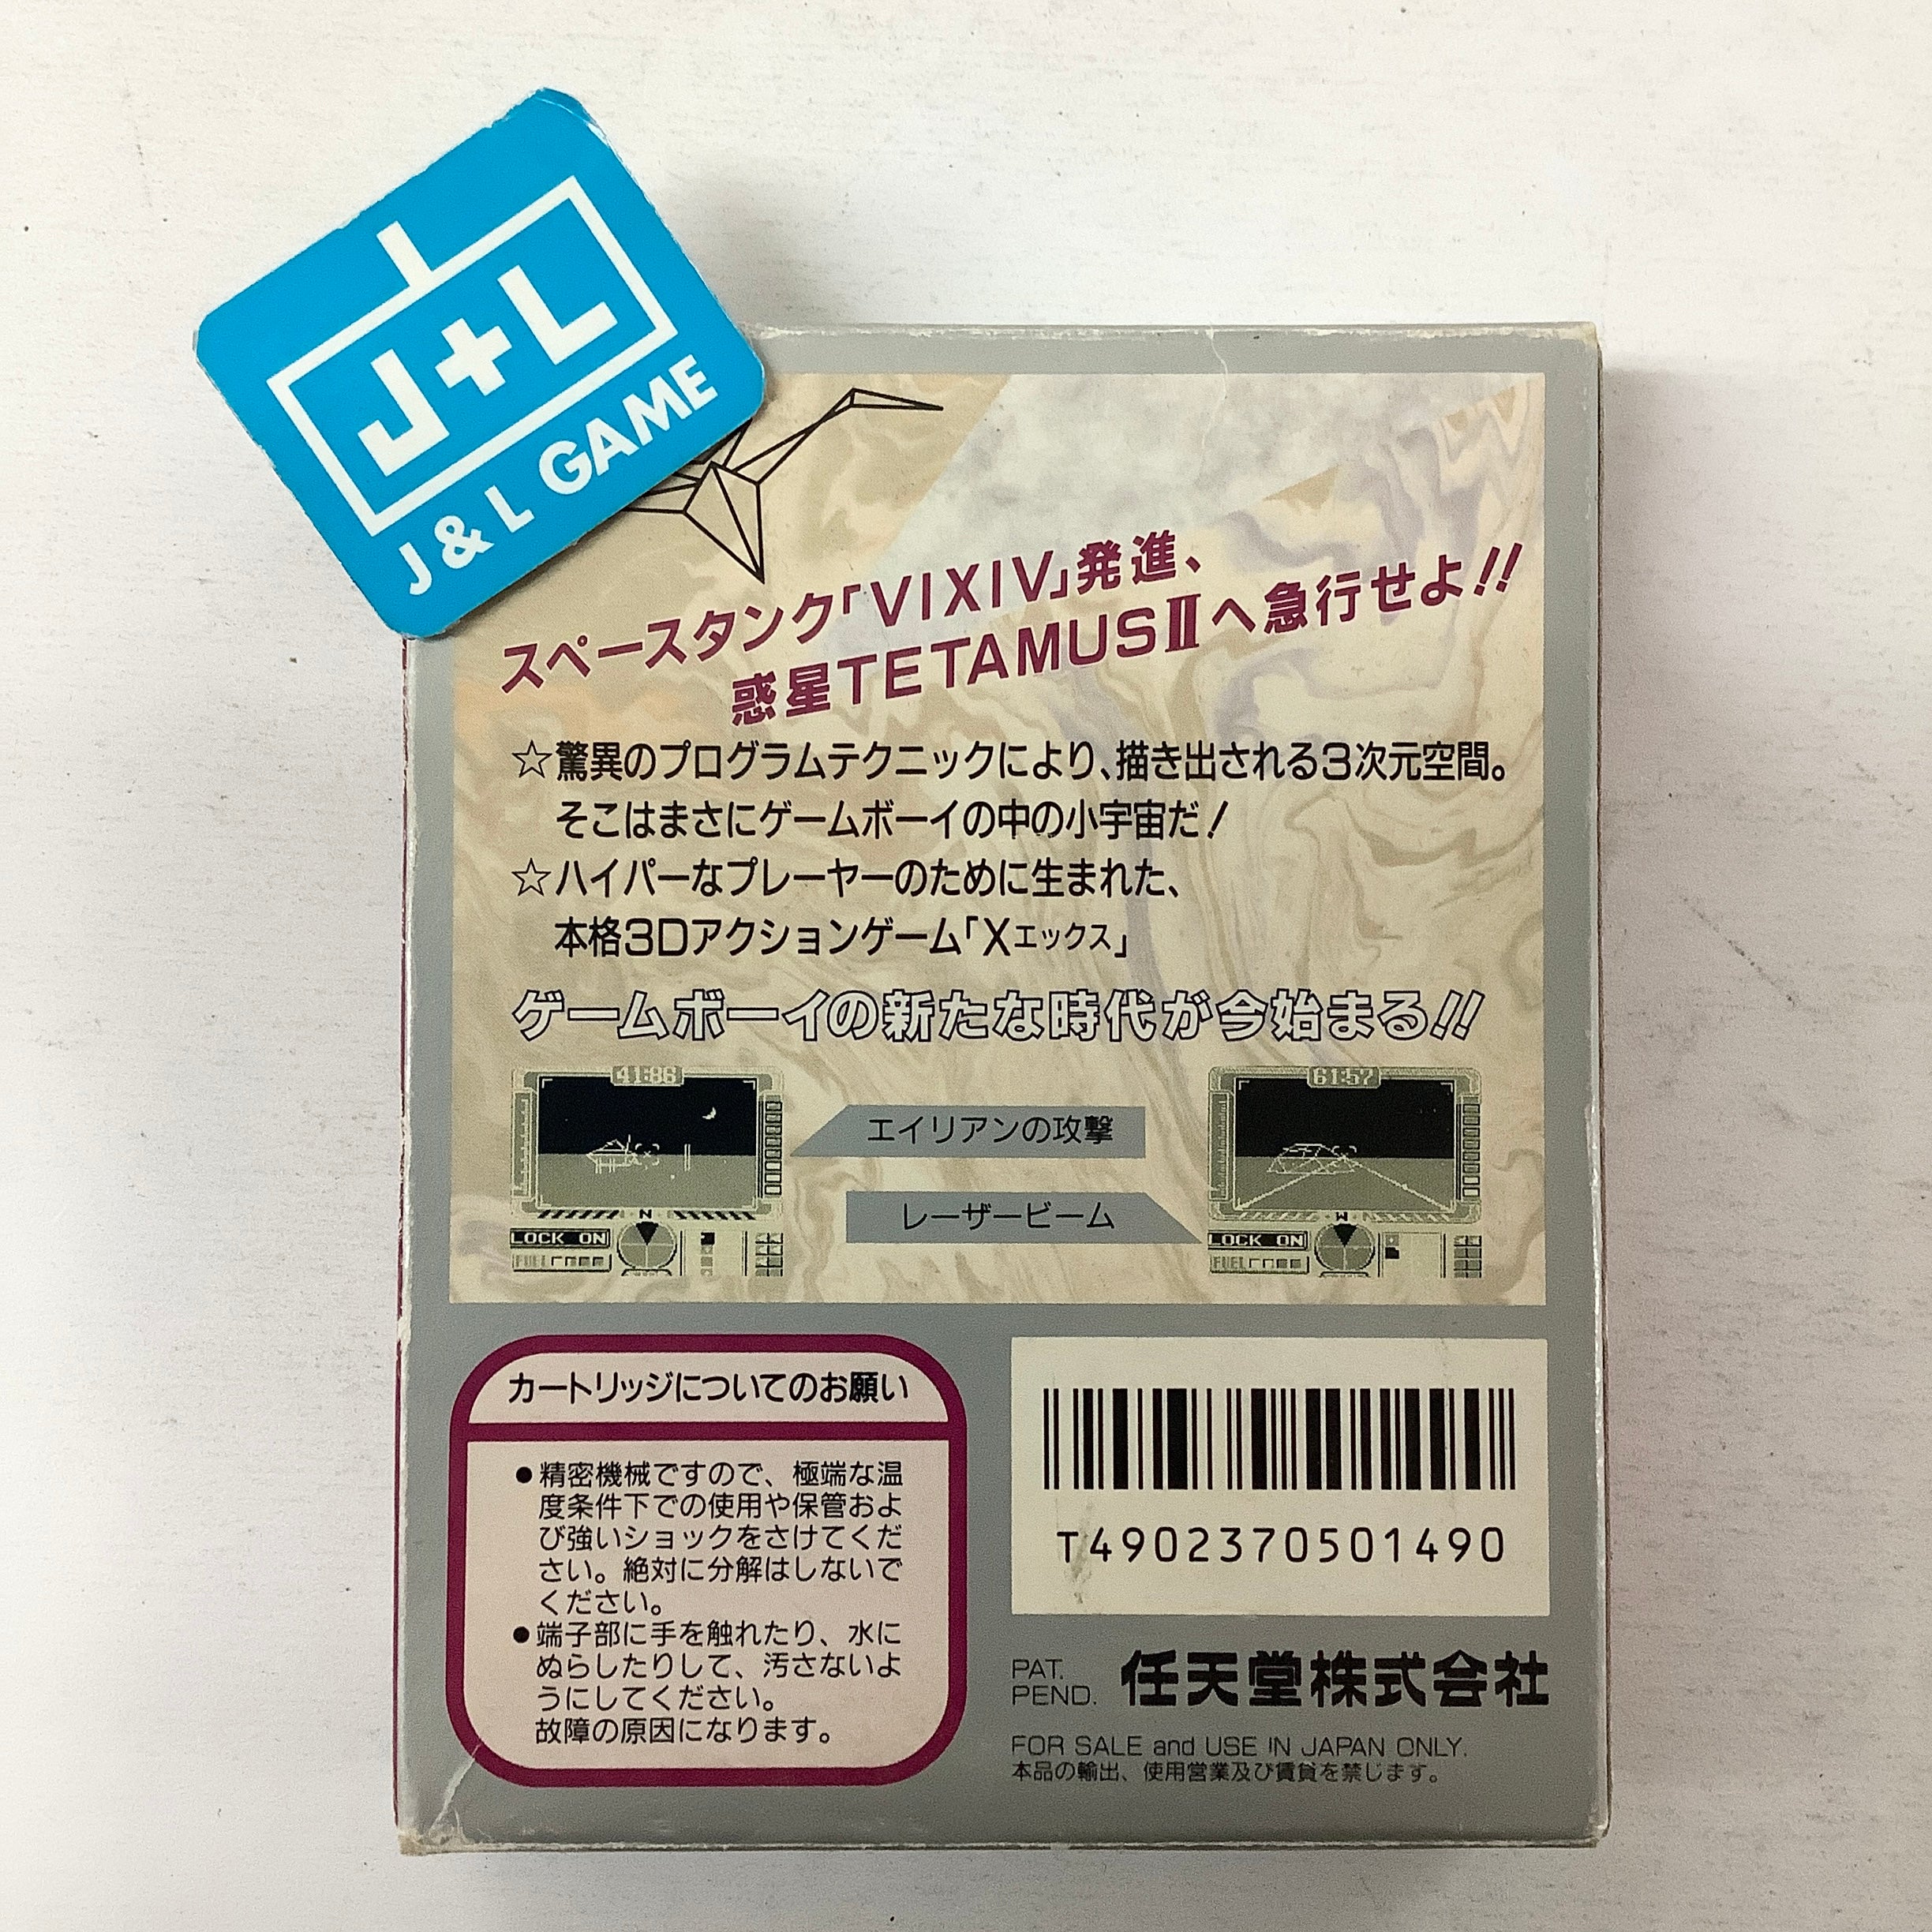 J+L
J & L GAME
スペースタンク「VIXIV」発進、
惑星TETAMUSⅡへ急行せよ!!
☆驚異のプログラムテクニックにより、描き出される3次元空間。
そこはまさにゲームボーイの中の小宇宙だ!
☆ハイパーなプレーヤーのために生まれた、
本格3Dアクションゲーム「Xエックス」
ゲームボーイの新たな時代が今始まる!!
41:86
61:57
エイリアンの攻撃
レーザービーム
N
LOCK ON
FUEL
W
LOCK ON
FUEL
カートリッジについてのお願い
●精密機械ですので、極端な温
度条件下での使用や保管およ
び強いショックをさけてくだ
さい。絶対に分解はしないで
ください。
●端子部に手を触れたり、水に
ぬらしたりして、汚さないよ
うにしてください。
故障の原因になります。
T4902370501490
PAT.
PEND.
任天堂株式会社
FOR SALE and USE IN JAPAN ONLY.
本品の輸出、使用営業及び賃貸を禁じます。